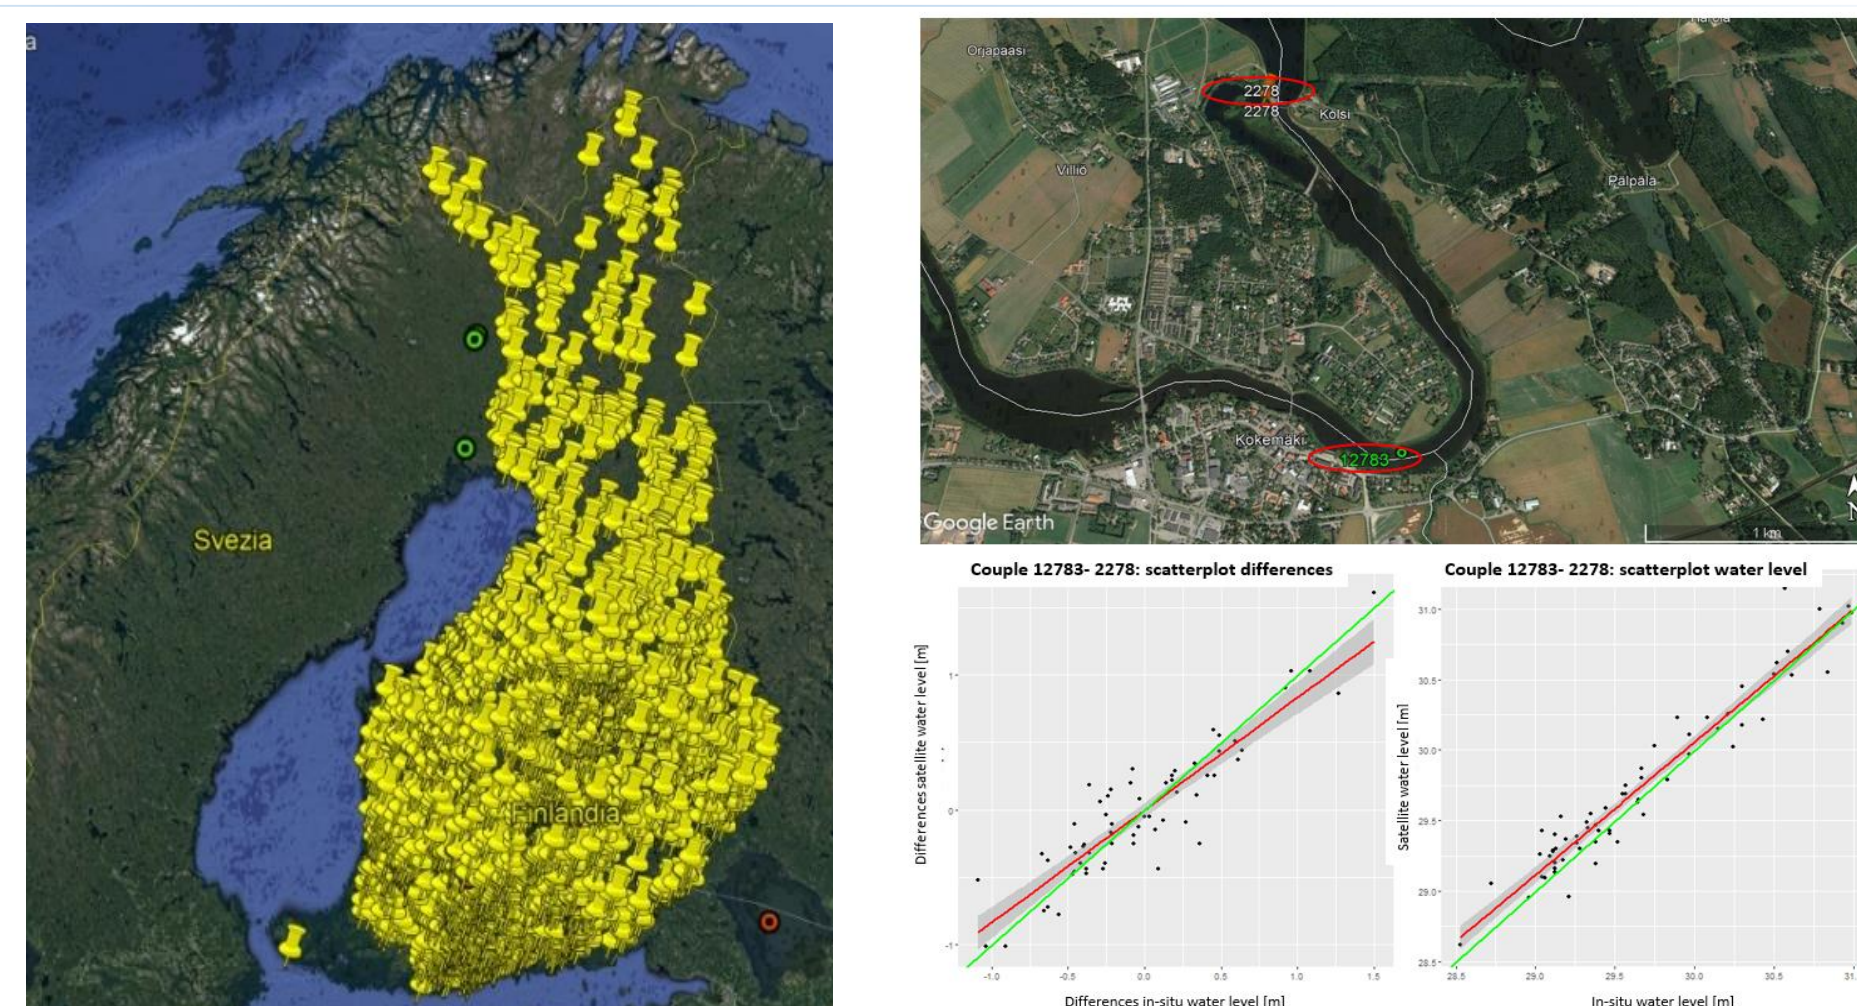 a
Svezia
Finlandia
Orjapaasi
2278
2278
Kolsi
Villiö
Pälpälä
Kokemäki
12783
Google Earth
1 km
N
Couple 12783- 2278: scatterplot differences
Differences satellite water level [m]
1
0
-1
-1.0 -0.5 0.0 0.5 1.0 1.5
Differences in-situ water level [m]
Couple 12783- 2278: scatterplot water level
Satellite water level [m]
31.0
30.5
30.0
29.5
29.0
28.5
28.5 29.0 29.5 30.0 30.5 31.
In-situ water level [m]